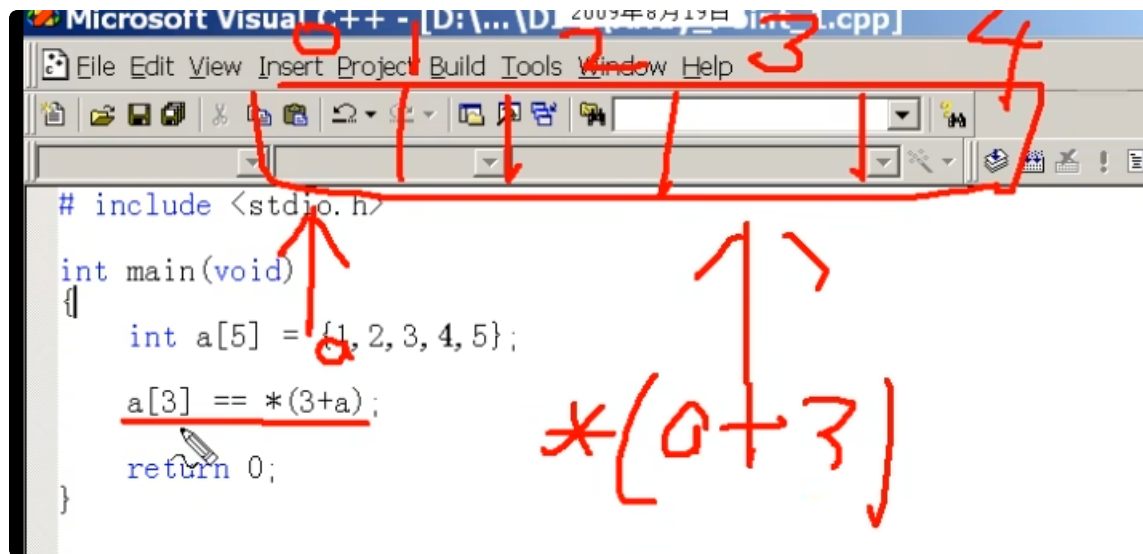 Microsoft Visual C++ - [D:\...\D
2009年8月19日
_1.cpp]
0 1 2 3 4
File Edit View Insert Project Build Tools Window Help
# include <stdio.h>
int main(void)
{
int a[5] = {1,2,3,4,5};
a
a[3] == *(3+a);
*(a+3)
return 0;
}